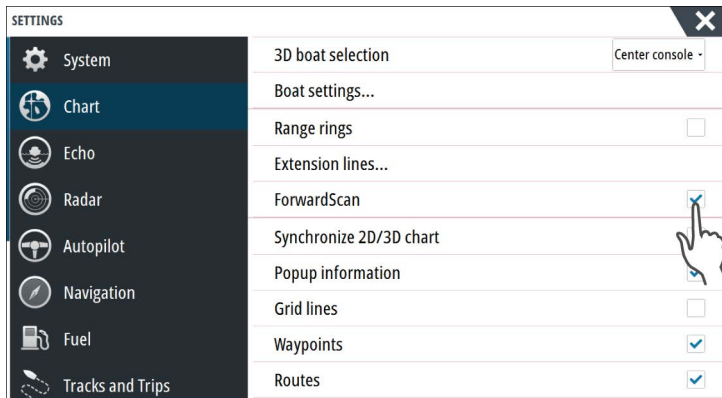 SETTINGS
System
Chart
Echo
Radar
Autopilot
Navigation
Fuel
Tracks and Trips
3D boat selection
Center console
Boat settings...
Range rings
Extension lines...
ForwardScan
Synchronize 2D/3D chart
Popup information
Grid lines
Waypoints
Routes